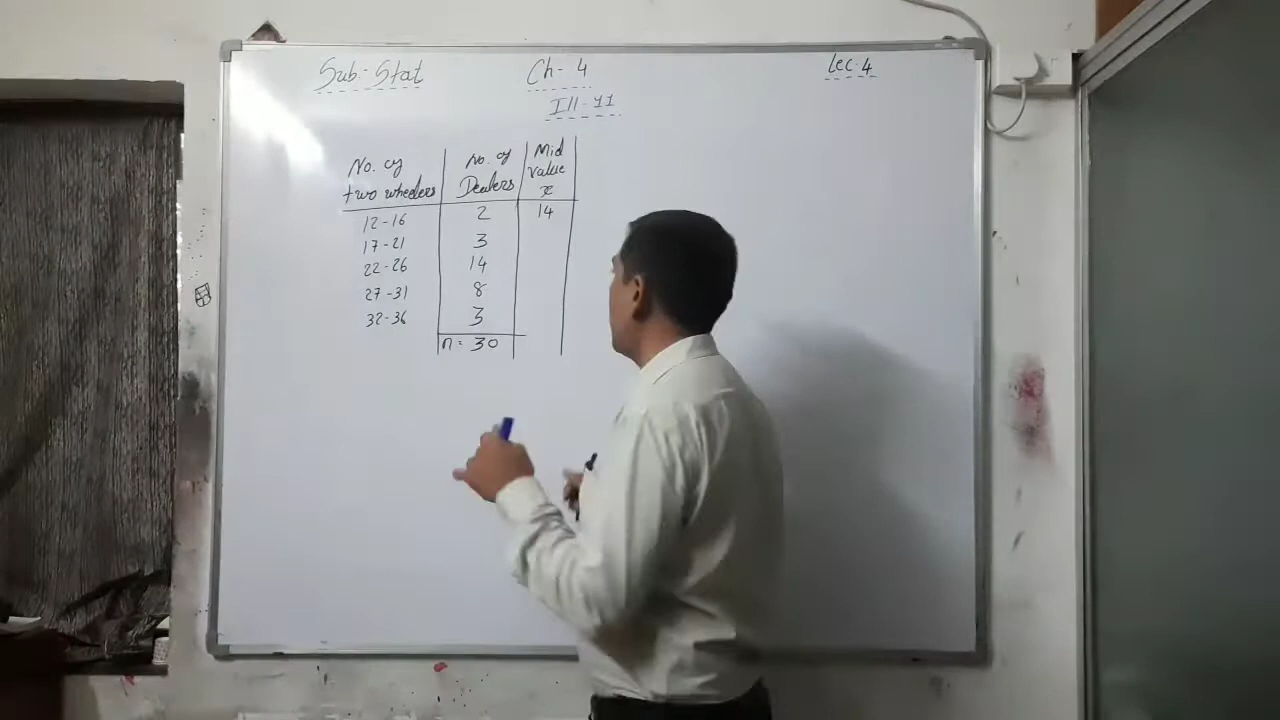 Sub- Stat Ch- 4 Lec. 4
Ill- 11
No. of two wheelers | No. of Dealers | Mid value x
12-16 2 14
17-21 3
22-26 14
27-31 8
32-36 3
n = 30